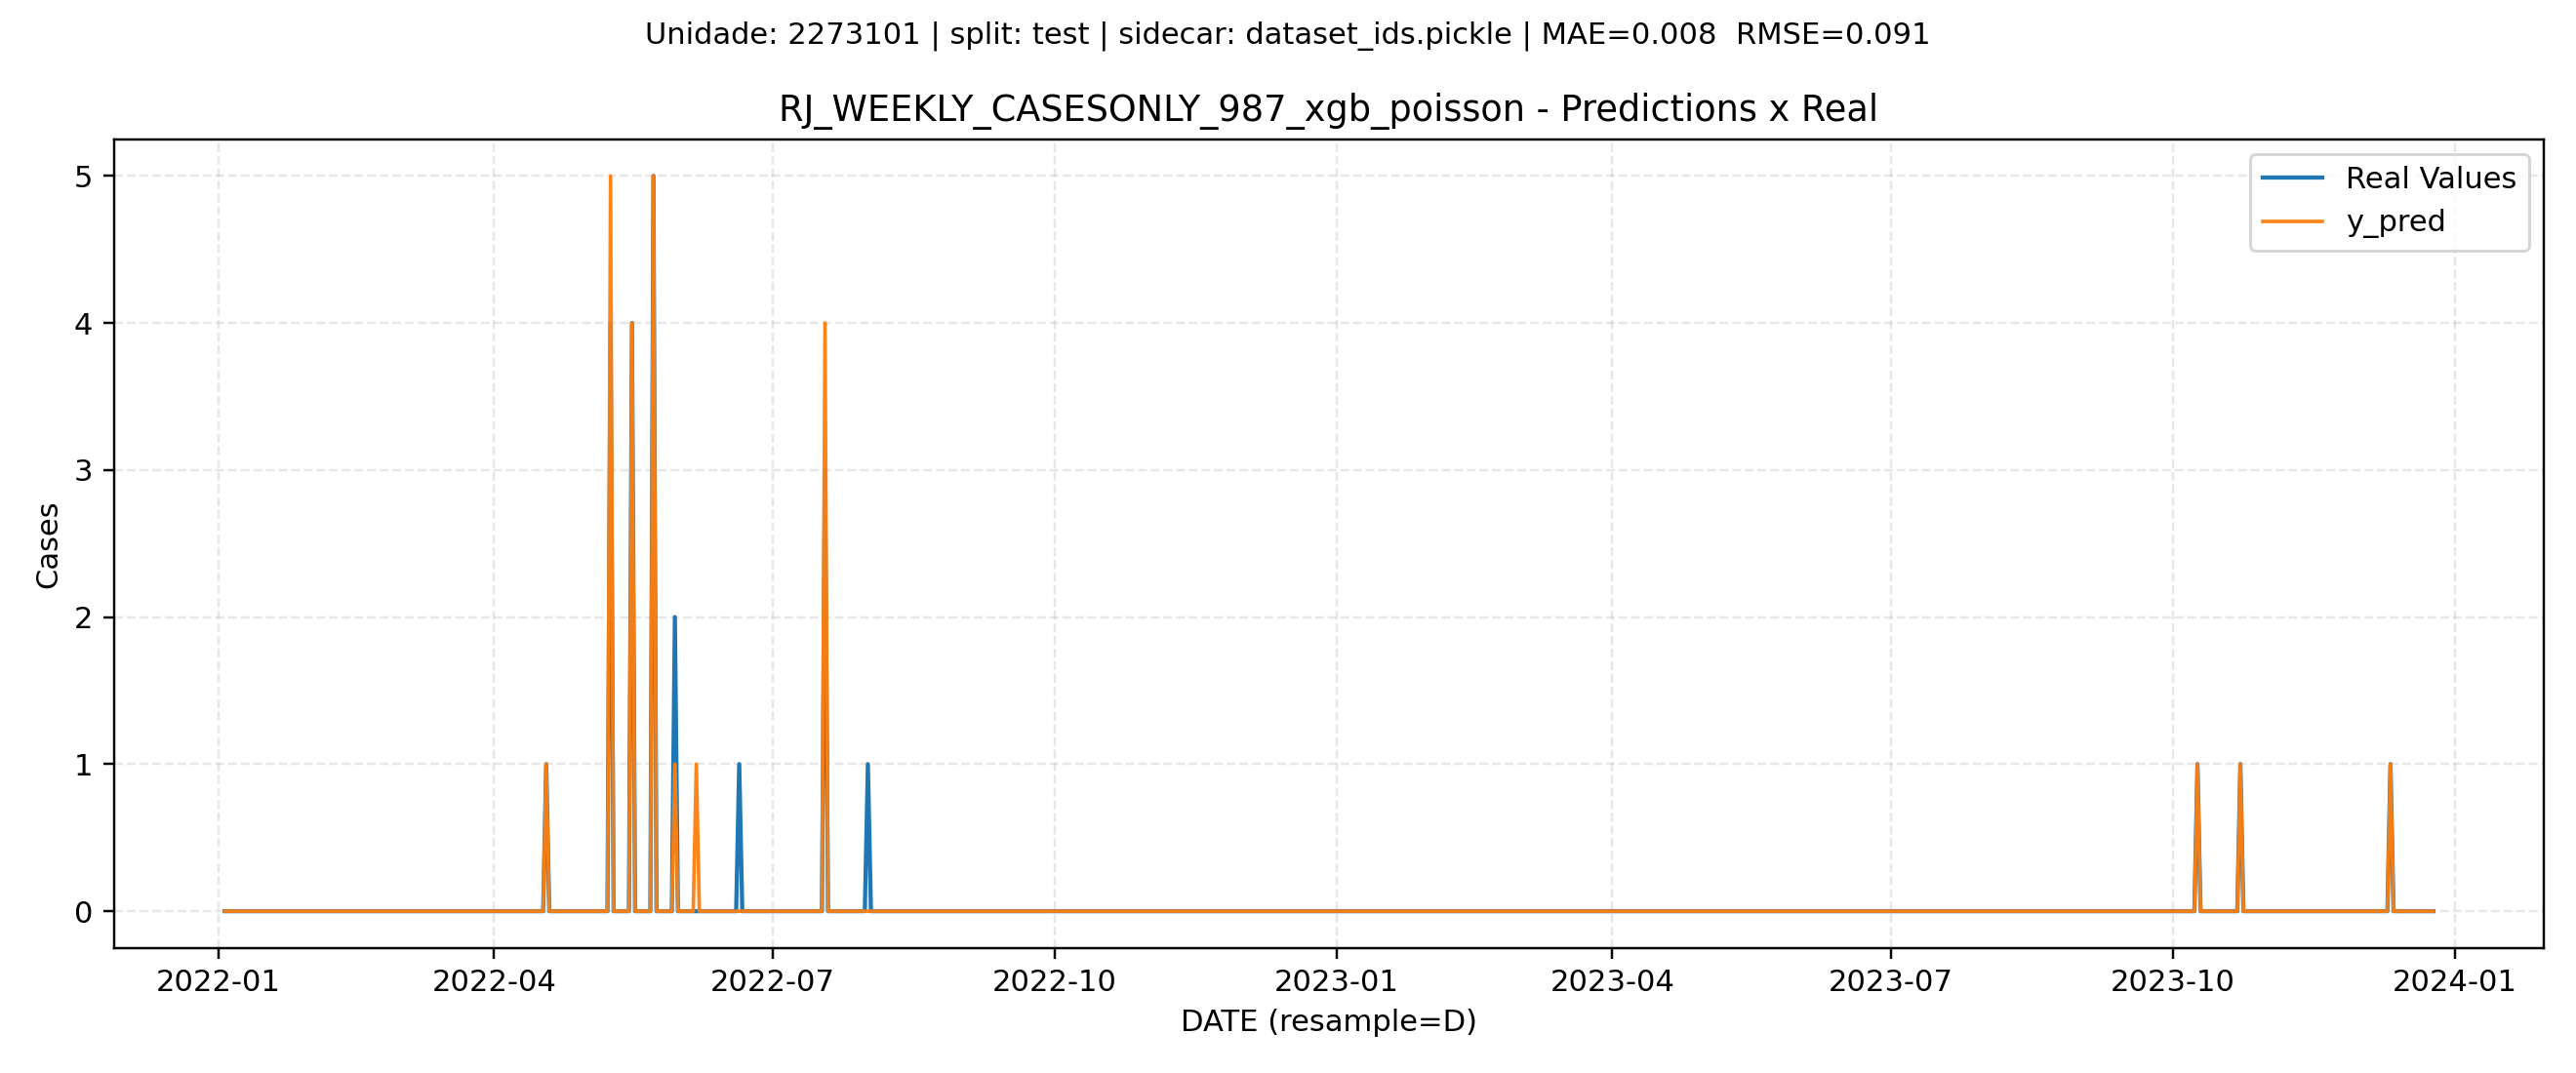 Unidade: 2273101 | split: test | sidecar: dataset_ids.pickle | MAE=0.008  RMSE=0.091
RJ_WEEKLY_CASESONLY_987_xgb_poisson - Predictions x Real
Real Values
y_pred
Cases
5
4
3
2
1
0
2022-01
2022-04
2022-07
2022-10
2023-01
2023-04
2023-07
2023-10
2024-01
DATE (resample=D)